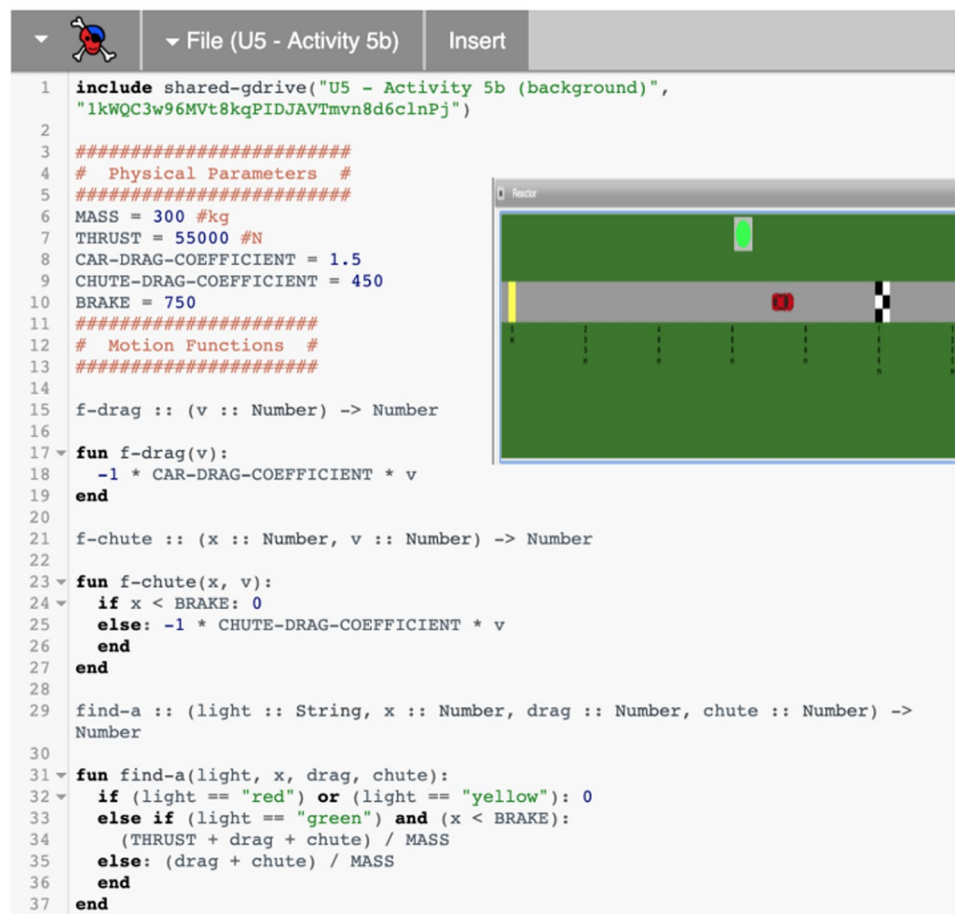 File (U5 - Activity 5b)
Insert
1 include shared-gdrive("U5 - Activity 5b (background)",
"1kWQC3w96MVt8kqPIDJAVTmvn8d6clnPj")
2
3 #########################
4 #  Physical Parameters  #
5 #########################
6 MASS = 300 #kg
7 THRUST = 55000 #N
8 CAR-DRAG-COEFFICIENT = 1.5
9 CHUTE-DRAG-COEFFICIENT = 450
10 BRAKE = 750
11 ######################
12 #  Motion Functions  #
13 ######################
14
15 f-drag :: (v :: Number) -> Number
16
17 fun f-drag(v):
18   -1 * CAR-DRAG-COEFFICIENT * v
19 end
20
21 f-chute :: (x :: Number, v :: Number) -> Number
22
23 fun f-chute(x, v):
24   if x < BRAKE: 0
25   else: -1 * CHUTE-DRAG-COEFFICIENT * v
26   end
27 end
28
29 find-a :: (light :: String, x :: Number, drag :: Number, chute :: Number) ->
Number
30
31 fun find-a(light, x, drag, chute):
32   if (light == "red") or (light == "yellow"): 0
33   else if (light == "green") and (x < BRAKE):
34     (THRUST + drag + chute) / MASS
35   else: (drag + chute) / MASS
36   end
37 end
Reactor